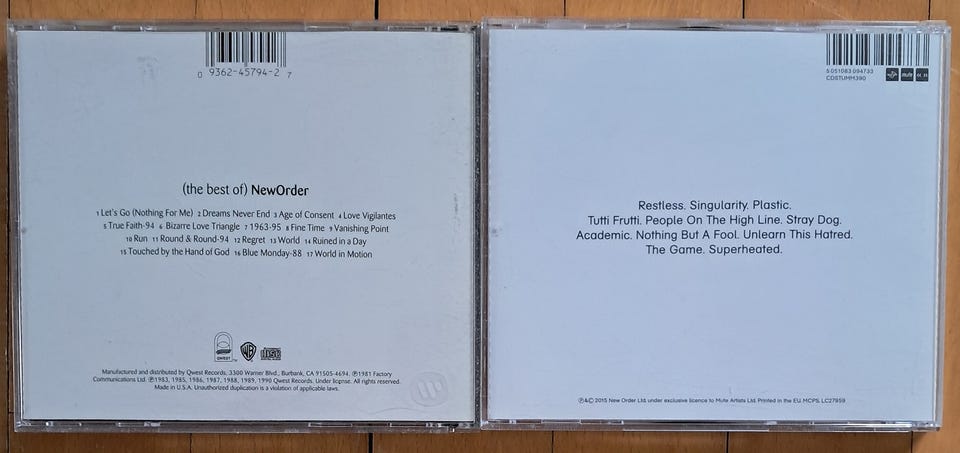 0 9362-45794-2 7
(the best of) NewOrder
1 Let's Go (Nothing For Me) 2 Dreams Never End 3 Age of Consent 4 Love Vigilantes
5 True Faith-94 6 Bizarre Love Triangle 7 1963-95 8 Fine Time 9 Vanishing Point
10 Run 11 Round & Round-94 12 Regret 13 World 14 Ruined in a Day
15 Touched by the Hand of God 16 Blue Monday-88 17 World in Motion
QWEST
WB
disc
Manufactured and distributed by Qwest Records, 3300 Warner Blvd., Burbank, CA 91505-4694. ℗1981 Factory
Communications Ltd. ℗1983, 1985, 1986, 1987, 1988, 1989, 1990 Qwest Records. Under license. All rights reserved.
Made in U.S.A. Unauthorized duplication is a violation of applicable laws.
5 051083 094733
CDSTUMM390
mute
Restless. Singularity. Plastic.
Tutti Frutti. People On The High Line. Stray Dog.
Academic. Nothing But A Fool. Unlearn This Hatred.
The Game. Superheated.
℗&© 2015 New Order Ltd. under exclusive licence to Mute Artists Ltd. Printed in the EU. MCPS. LC27959